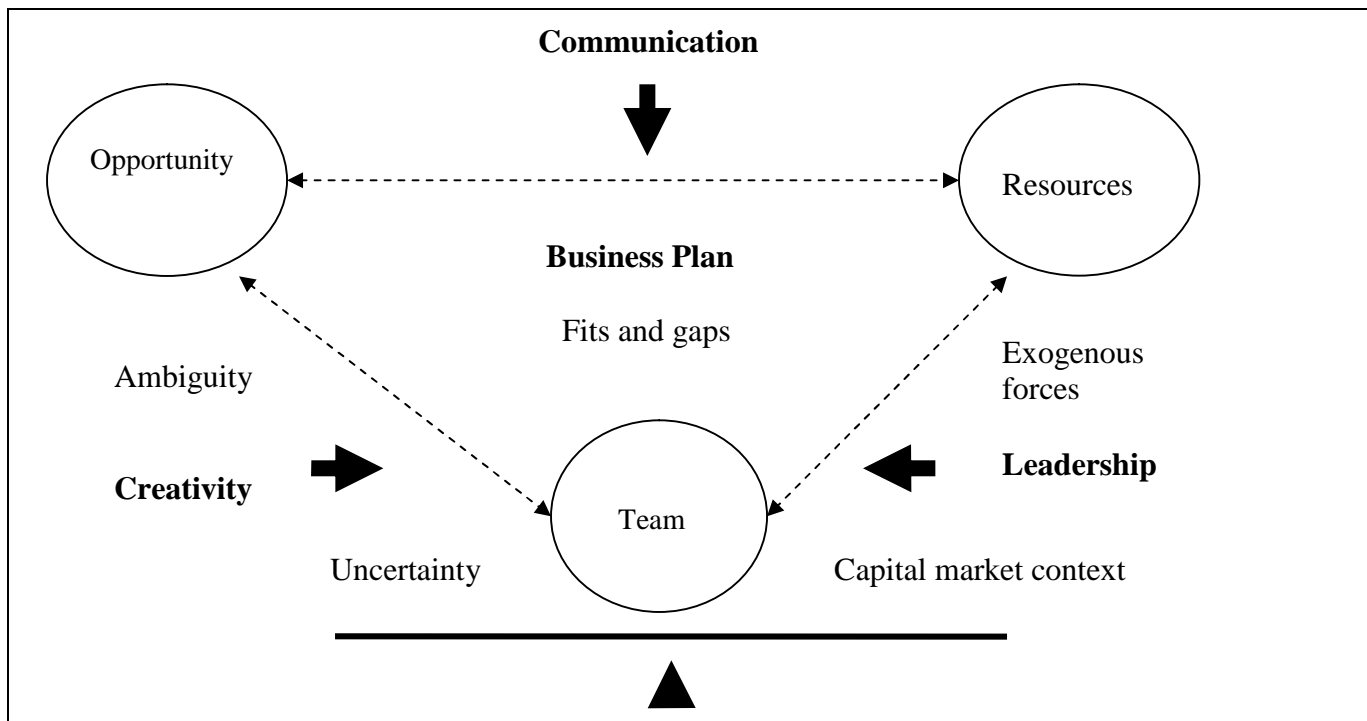 Communication
Opportunity
Resources
Business Plan
Fits and gaps
Ambiguity
Exogenous
forces
Creativity
Leadership
Team
Uncertainty
Capital market context